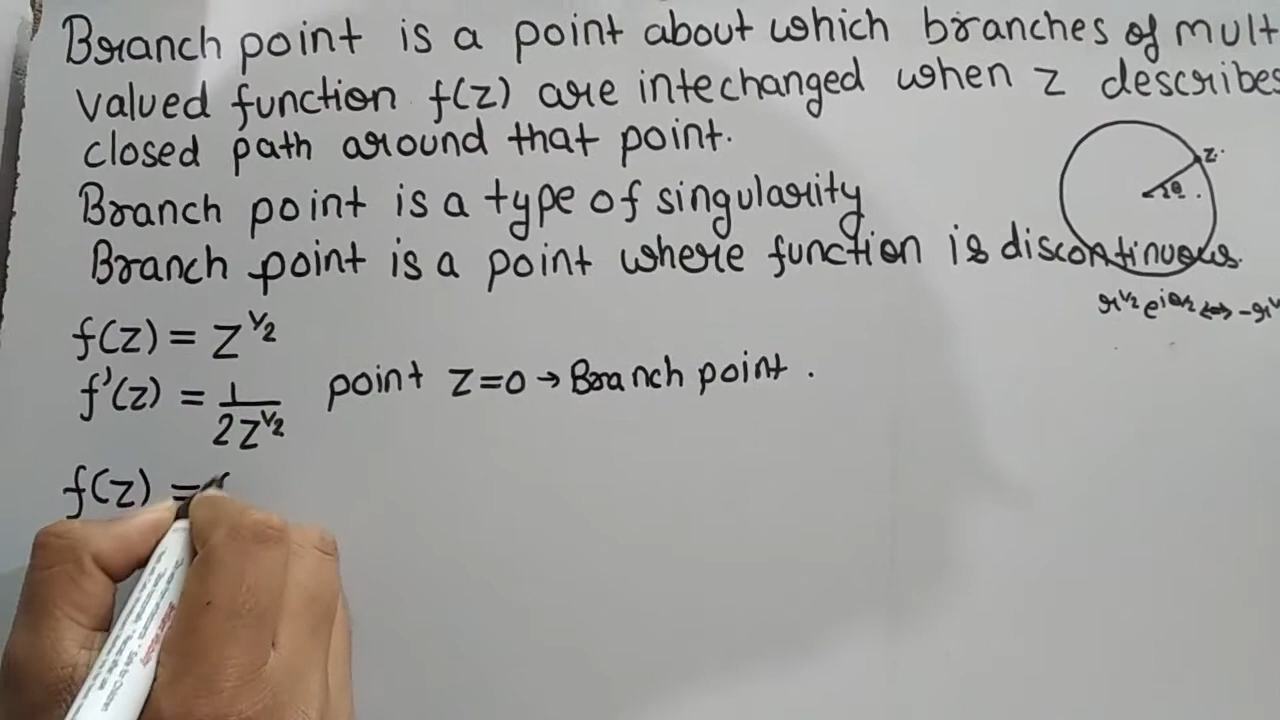 Branch point is a point about which branches of mult
valued function f(z) are intechanged when z describes
closed path around that point.
z.
θ .
Branch point is a type of singularity
Branch point is a point where function is discontinuous.
r^1/2 e^iθ/2 ⇔ -r^1/
f(z) = z^1/2
f'(z) = 1/2z^1/2 point z=0 → Branch point .
f(z) =